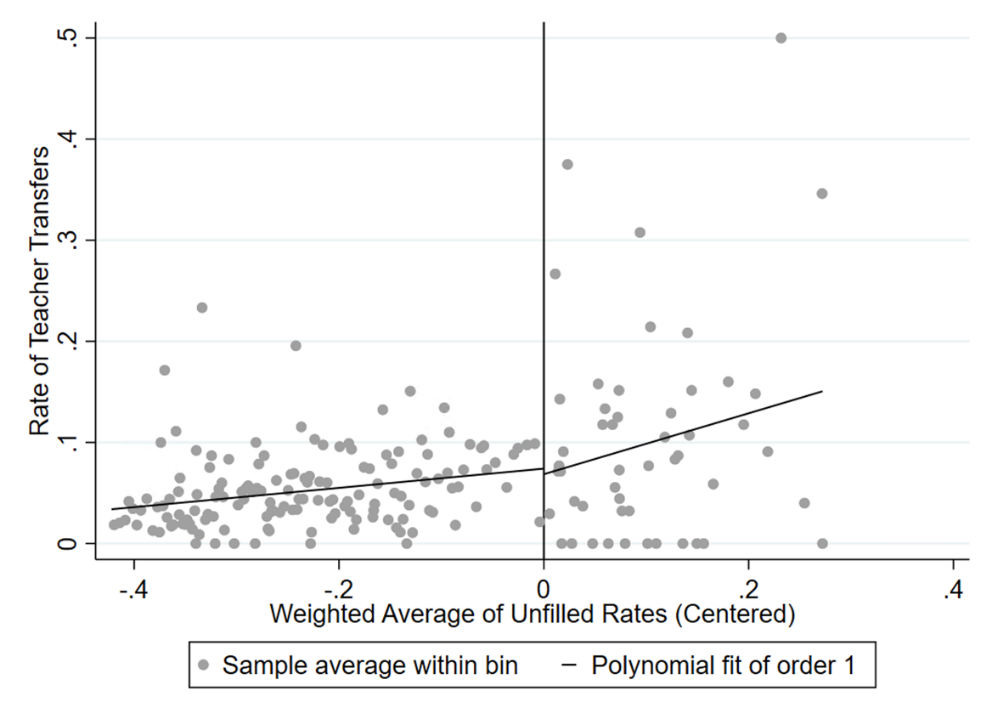 .5
.4
.3
.2
.1
0
Rate of Teacher Transfers
-.4
-.2
0
.2
.4
Weighted Average of Unfilled Rates (Centered)
Sample average within bin
Polynomial fit of order 1